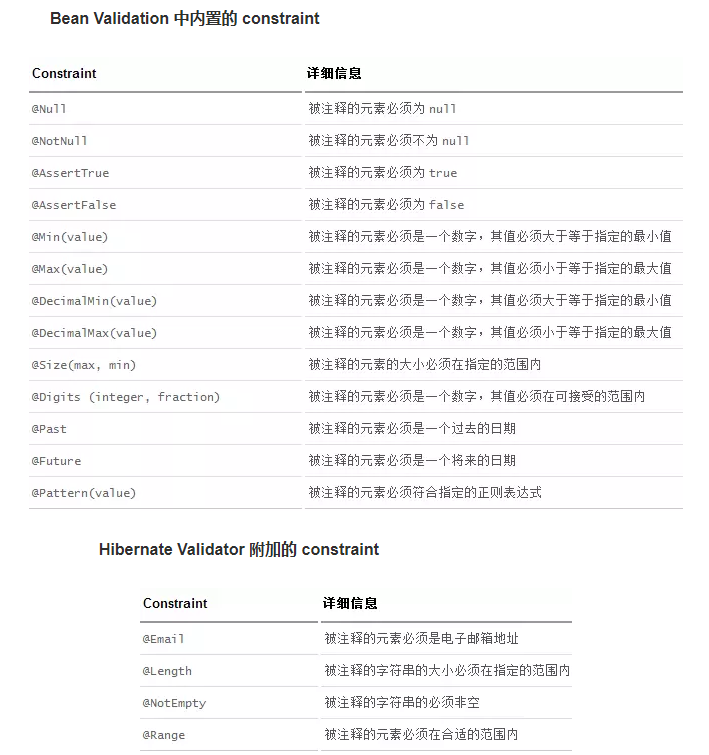 Bean Validation 中内置的 constraint
Constraint 详细信息
@Null 被注释的元素必须为 null
@NotNull 被注释的元素必须不为 null
@AssertTrue 被注释的元素必须为 true
@AssertFalse 被注释的元素必须为 false
@Min(value) 被注释的元素必须是一个数字，其值必须大于等于指定的最小值
@Max(value) 被注释的元素必须是一个数字，其值必须小于等于指定的最大值
@DecimalMin(value) 被注释的元素必须是一个数字，其值必须大于等于指定的最小值
@DecimalMax(value) 被注释的元素必须是一个数字，其值必须小于等于指定的最大值
@Size(max, min) 被注释的元素的大小必须在指定的范围内
@Digits (integer, fraction) 被注释的元素必须是一个数字，其值必须在可接受的范围内
@Past 被注释的元素必须是一个过去的日期
@Future 被注释的元素必须是一个将来的日期
@Pattern(value) 被注释的元素必须符合指定的正则表达式
Hibernate Validator 附加的 constraint
Constraint 详细信息
@Email 被注释的元素必须是电子邮箱地址
@Length 被注释的字符串的大小必须在指定的范围内
@NotEmpty 被注释的字符串的必须非空
@Range 被注释的元素必须在合适的范围内